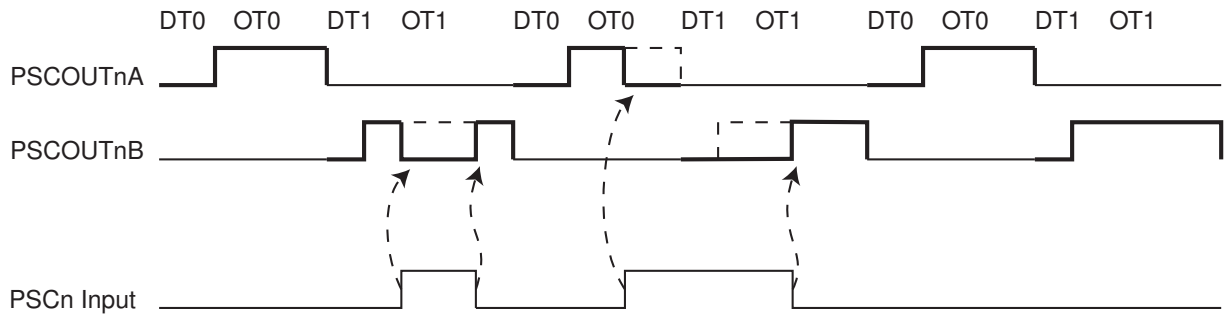 DT0 OT0 DT1 OT1 DT0 OT0 DT1 OT1 DT0 OT0 DT1 OT1
PSCOUTnA
PSCOUTnB
PSCn Input